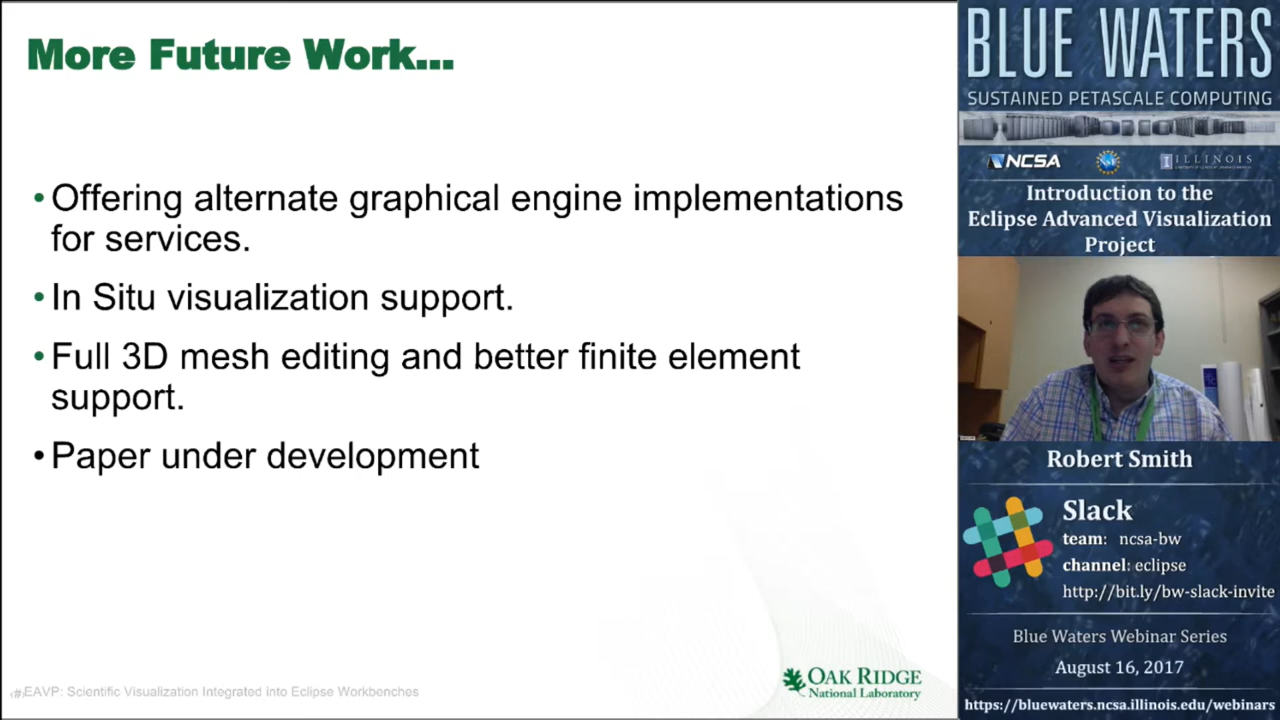 More Future Work...
• Offering alternate graphical engine implementations
for services.
• In Situ visualization support.
• Full 3D mesh editing and better finite element
support.
• Paper under development
‹#›EAVP: Scientific Visualization Integrated into Eclipse Workbenches
OAK RIDGE
National Laboratory
BLUE WATERS
SUSTAINED PETASCALE COMPUTING
NCSA
ILLINOIS
Introduction to the
Eclipse Advanced Visualization
Project
Robert Smith
Slack
team: ncsa-bw
channel: eclipse
http://bit.ly/bw-slack-invite
Blue Waters Webinar Series
August 16, 2017
https://bluewaters.ncsa.illinois.edu/webinars